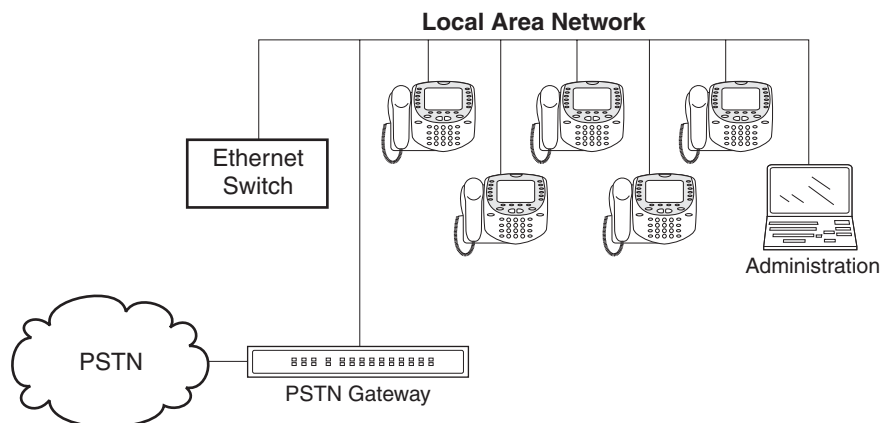 Local Area Network
Ethernet
Switch
Administration
PSTN
PSTN Gateway